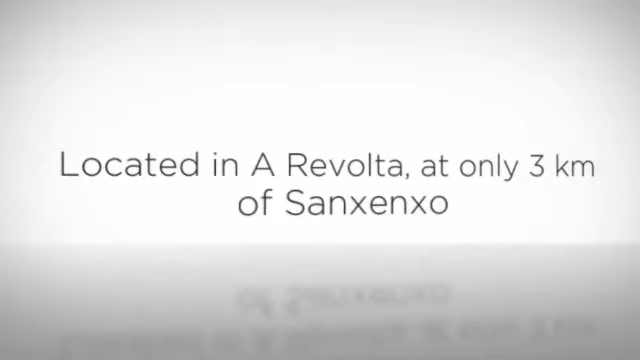 Located in A Revolta, at only 3 km
of Sanxenxo